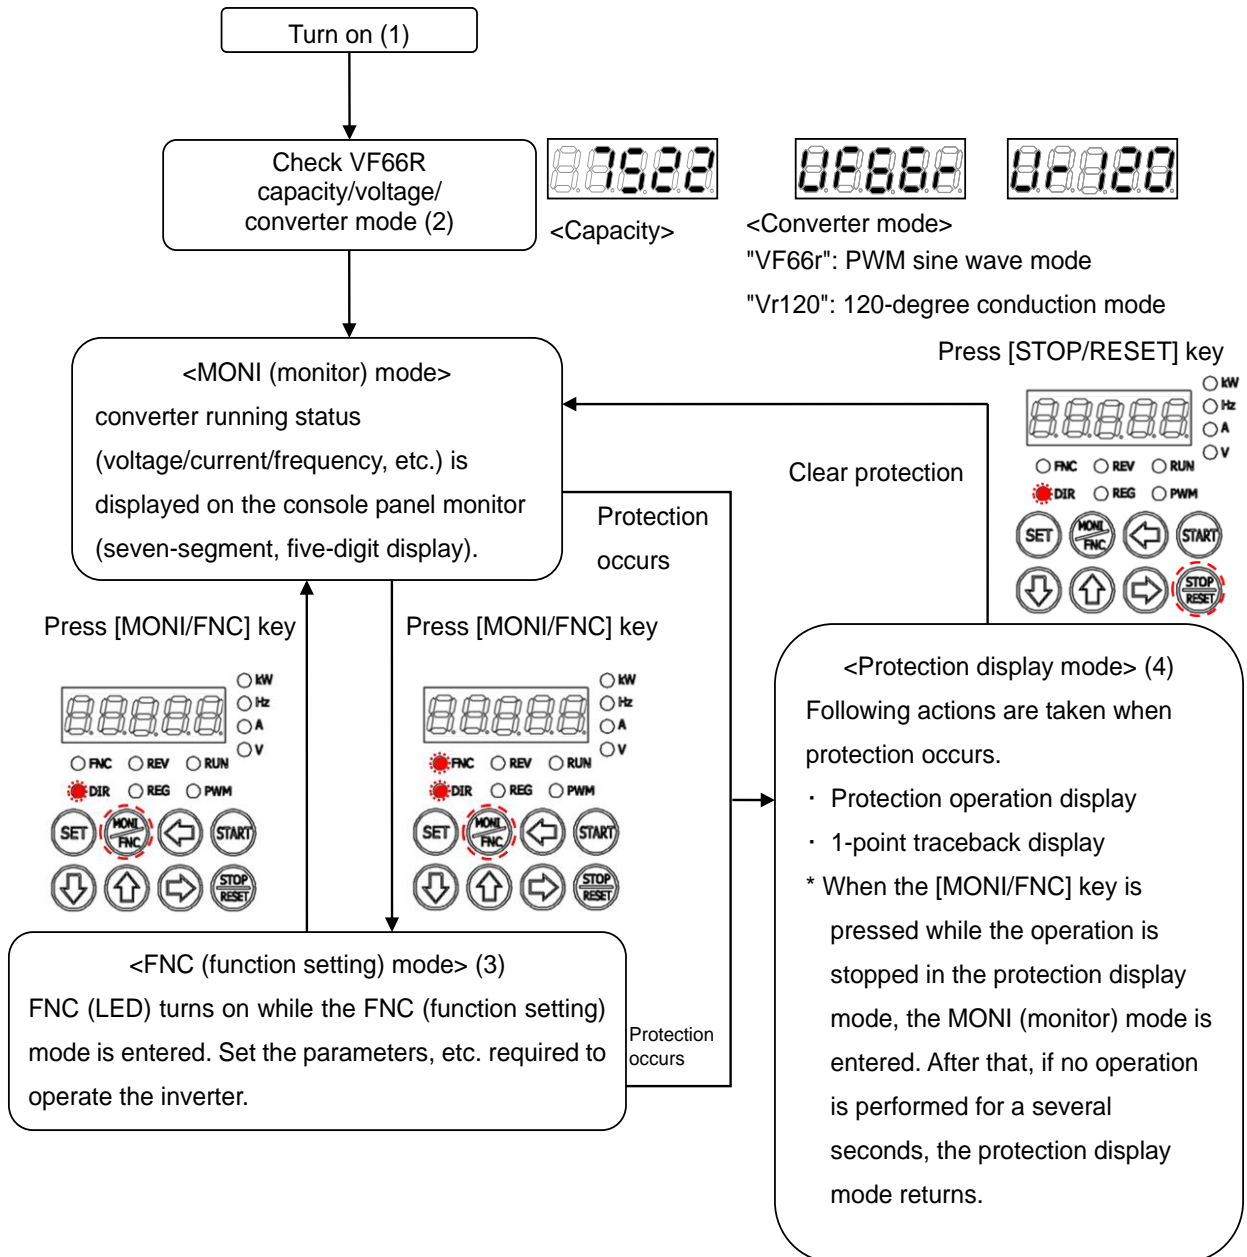 Turn on (1)
Check VF66R
capacity/voltage/
converter mode (2)
7522
<Capacity>
UF66r
Ur120
<Converter mode>
"VF66r": PWM sine wave mode
"Vr120": 120-degree conduction mode
<MONI (monitor) mode>
converter running status
(voltage/current/frequency, etc.) is
displayed on the console panel monitor
(seven-segment, five-digit display).
Press [STOP/RESET] key
kW
Hz
A
V
FNC REV RUN
DIR REG PWM
SET MONI/FNC START
STOP/RESET
Clear protection
Protection
occurs
Press [MONI/FNC] key
kW
Hz
A
V
FNC REV RUN
DIR REG PWM
SET MONI/FNC START
STOP/RESET
Press [MONI/FNC] key
kW
Hz
A
V
FNC REV RUN
DIR REG PWM
SET MONI/FNC START
STOP/RESET
<FNC (function setting) mode> (3)
FNC (LED) turns on while the FNC (function setting)
mode is entered. Set the parameters, etc. required to
operate the inverter.
Protection
occurs
<Protection display mode> (4)
Following actions are taken when
protection occurs.
・ Protection operation display
・ 1-point traceback display
* When the [MONI/FNC] key is
pressed while the operation is
stopped in the protection display
mode, the MONI (monitor) mode is
entered. After that, if no operation
is performed for a several
seconds, the protection display
mode returns.